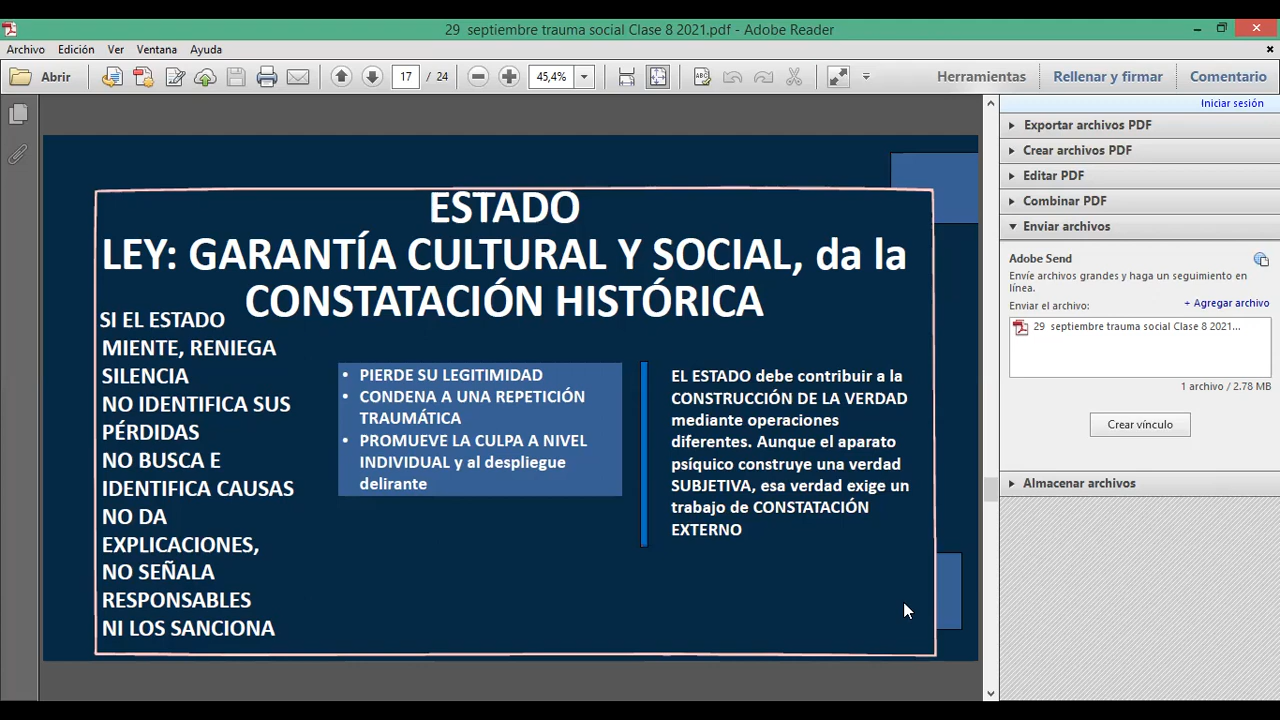 29 septiembre trauma social Clase 8 2021.pdf - Adobe Reader
Archivo Edición Ver Ventana Ayuda
Abrir 17 / 24 45,4% Herramientas Rellenar y firmar Comentario
Iniciar sesión
Exportar archivos PDF
Crear archivos PDF
Editar PDF
Combinar PDF
Enviar archivos
Adobe Send
Envíe archivos grandes y haga un seguimiento en
línea.
Enviar el archivo: + Agregar archivo
29 septiembre trauma social Clase 8 2021...
1 archivo / 2.78 MB
Crear vínculo
Almacenar archivos
ESTADO
LEY: GARANTÍA CULTURAL Y SOCIAL, da la
CONSTATACIÓN HISTÓRICA
SI EL ESTADO
MIENTE, RENIEGA
SILENCIA
NO IDENTIFICA SUS
PÉRDIDAS
NO BUSCA E
IDENTIFICA CAUSAS
NO DA
EXPLICACIONES,
NO SEÑALA
RESPONSABLES
NI LOS SANCIONA
• PIERDE SU LEGITIMIDAD
• CONDENA A UNA REPETICIÓN
TRAUMÁTICA
• PROMUEVE LA CULPA A NIVEL
INDIVIDUAL y al despliegue
delirante
EL ESTADO debe contribuir a la
CONSTRUCCIÓN DE LA VERDAD
mediante operaciones
diferentes. Aunque el aparato
psíquico construye una verdad
SUBJETIVA, esa verdad exige un
trabajo de CONSTATACIÓN
EXTERNO